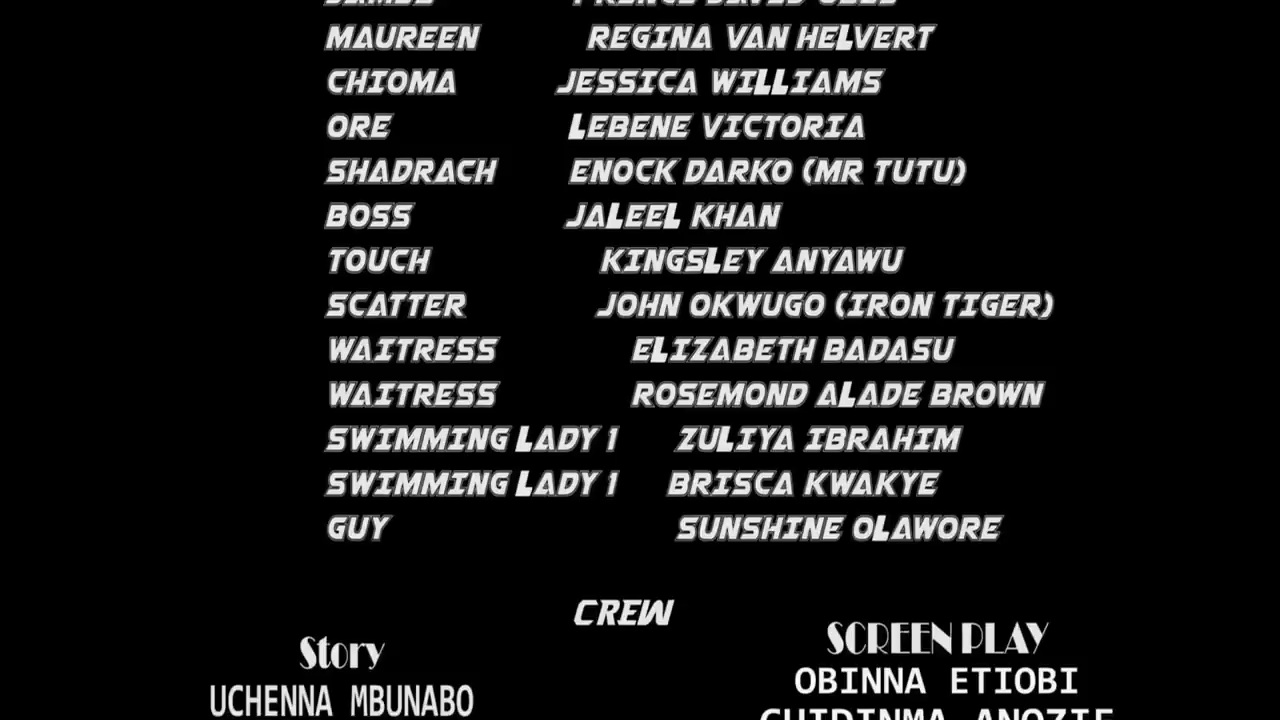 MAUREEN REGINA VAN HELVERT
CHIOMA JESSICA WILLIAMS
ORE LEBENE VICTORIA
SHADRACH ENOCK DARKO (MR TUTU)
BOSS JALEEL KHAN
TOUCH KINGSLEY ANYAWU
SCATTER JOHN OKWUGO (IRON TIGER)
WAITRESS ELIZABETH BADASU
WAITRESS ROSEMOND ALADE BROWN
SWIMMING LADY 1 ZULIYA IBRAHIM
SWIMMING LADY 1 BRISCA KWAKYE
GUY SUNSHINE OLAWORE
CREW
Story
UCHENNA MBUNABO
SCREEN PLAY
OBINNA ETIOBI
CHIDINMA ANOZIE